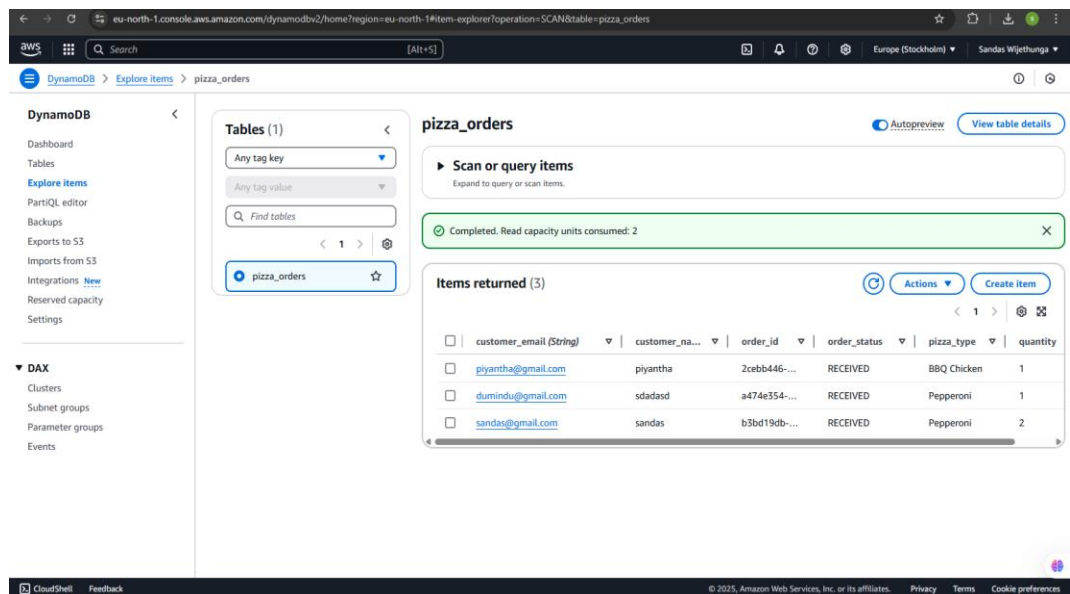 eu-north-1.console.aws.amazon.com/dynamodbv2/home?region=eu-north-1#item-explorer?operation=SCAN&table=pizza_orders
aws Search [Alt+S] Europe (Stockholm) Sandas Wijethunga
DynamoDB > Explore items > pizza_orders
DynamoDB
Dashboard
Tables
Explore items
PartiQL editor
Backups
Exports to S3
Imports from S3
Integrations New
Reserved capacity
Settings
DAX
Clusters
Subnet groups
Parameter groups
Events
Tables (1)
Any tag key
Any tag value
Find tables
1
pizza_orders
pizza_orders
Autopreview View table details
Scan or query items
Expand to query or scan items.
Completed. Read capacity units consumed: 2
Items returned (3)
Actions Create item
1
customer_email (String) customer_na... order_id order_status pizza_type quantity
piyantha@gmail.com piyantha 2cebb446-... RECEIVED BBQ Chicken 1
dumindu@gmail.com sdadasd a474e354-... RECEIVED Pepperoni 1
sandas@gmail.com sandas b3bd19db-... RECEIVED Pepperoni 2
CloudShell Feedback © 2025, Amazon Web Services, Inc. or its affiliates. Privacy Terms Cookie preferences